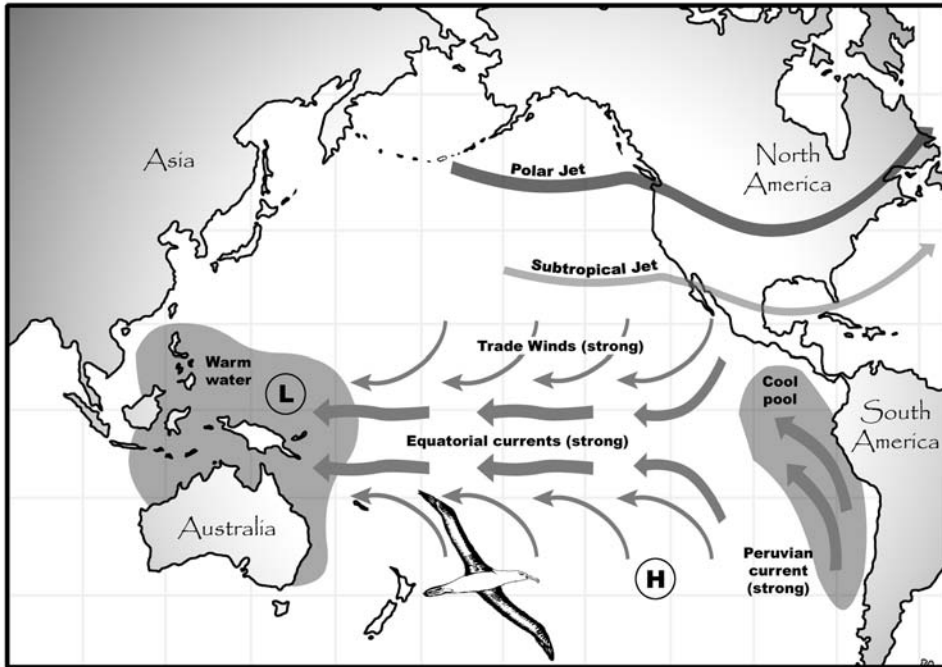 Asia
North
America
Polar Jet
Subtropical Jet
Trade Winds (strong)
Warm
water
L
Cool
pool
South
America
Equatorial currents (strong)
Australia
H
Peruvian
current
(strong)